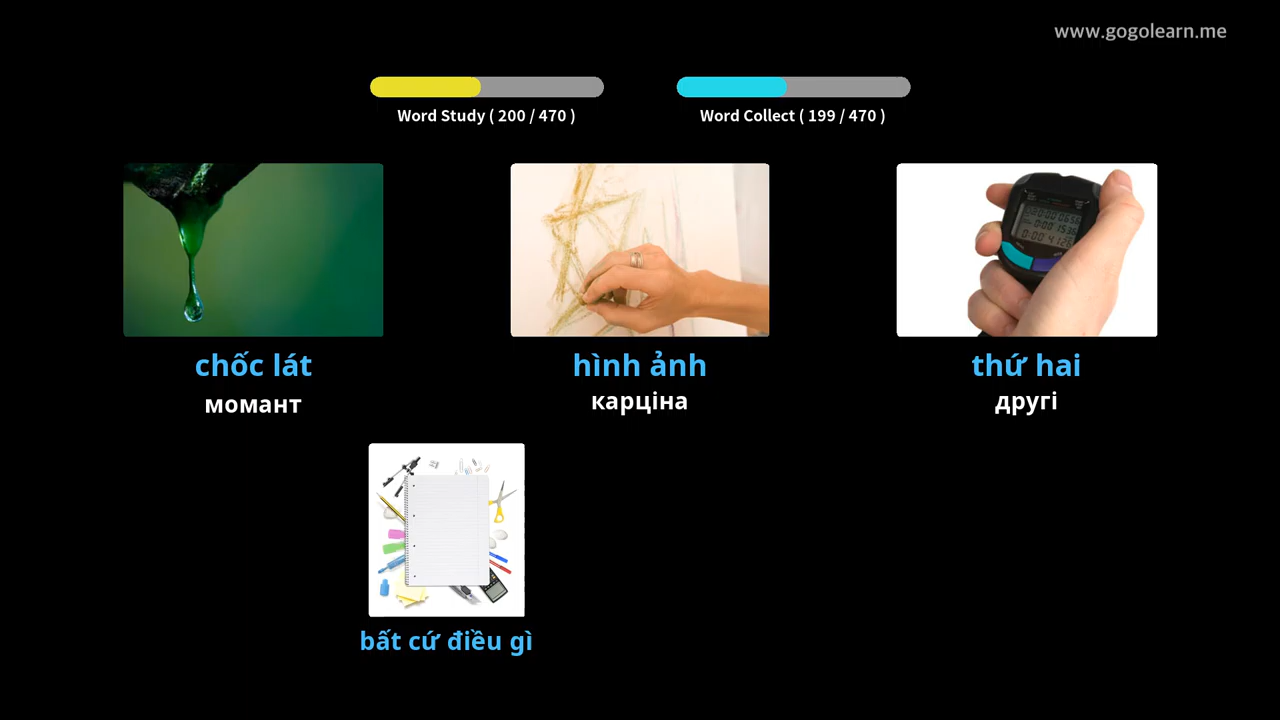 www.gogolearn.me
Word Study ( 200 / 470 )
Word Collect ( 199 / 470 )
chốc lát
момант
hình ảnh
карціна
thứ hai
другі
bất cứ điều gì